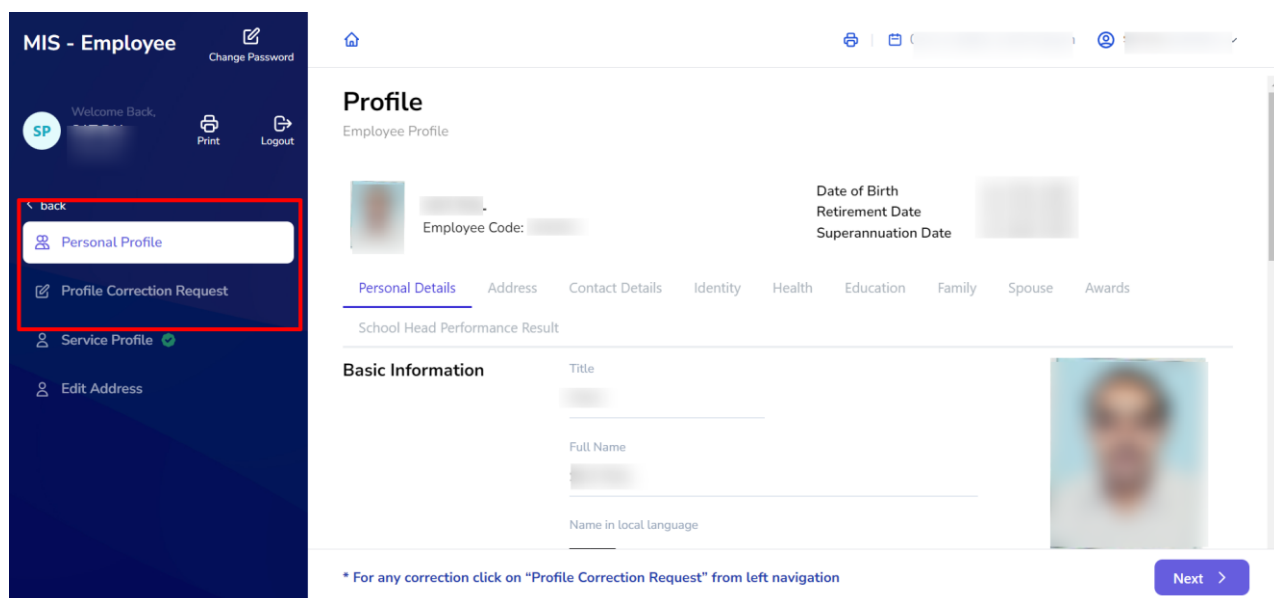 MIS - Employee
Change Password
Welcome Back,
SP
Print
Logout
back
Personal Profile
Profile Correction Request
Service Profile
Edit Address
Profile
Employee Profile
Employee Code:
Date of Birth
Retirement Date
Superannuation Date
Personal Details Address Contact Details Identity Health Education Family Spouse Awards
School Head Performance Result
Basic Information
Title
Full Name
Name in local language
* For any correction click on “Profile Correction Request” from left navigation
Next